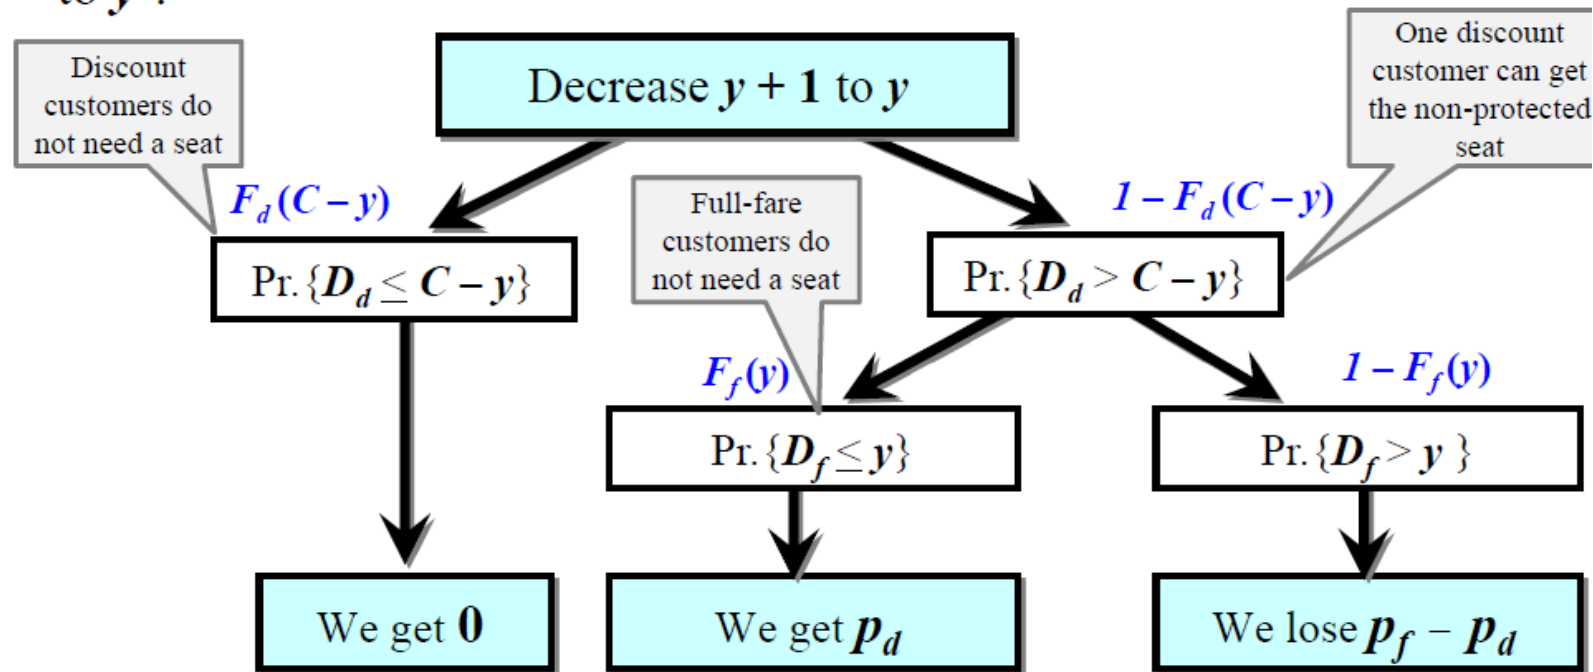 to y ?
Discount
customers do
not need a seat
Decrease y + 1 to y
One discount
customer can get
the non-protected
seat
F_d (C – y)
Full-fare
customers do
not need a seat
1 – F_d (C – y)
Pr.{D_d ≤ C – y}
Pr.{D_d > C – y}
F_f (y)
1 – F_f (y)
Pr.{D_f ≤ y}
Pr.{D_f > y }
We get 0
We get p_d
We lose p_f – p_d